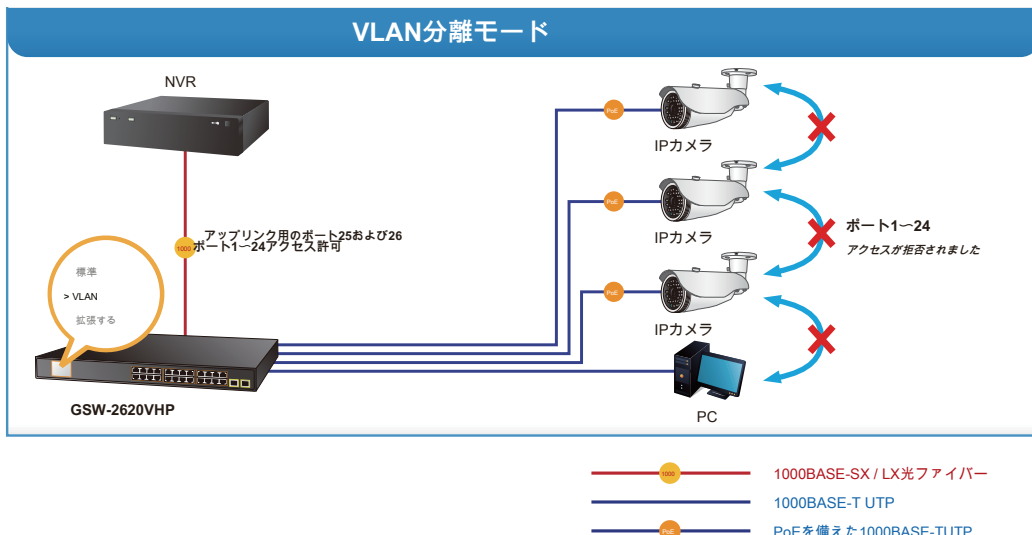 VLAN分離モード
NVR
PoE
IPカメラ
アップリンク用のポート25および26
1000
ポート1〜24アクセス許可
標準
> VLAN
拡張する
GSW-2620VHP
PoE
IPカメラ
ポート1〜24
アクセスが拒否されました
PoE
IPカメラ
PC
1000
1000BASE-SX / LX光ファイバー
1000BASE-T UTP
PoE
PoEを備えた1000BASE-TUTP